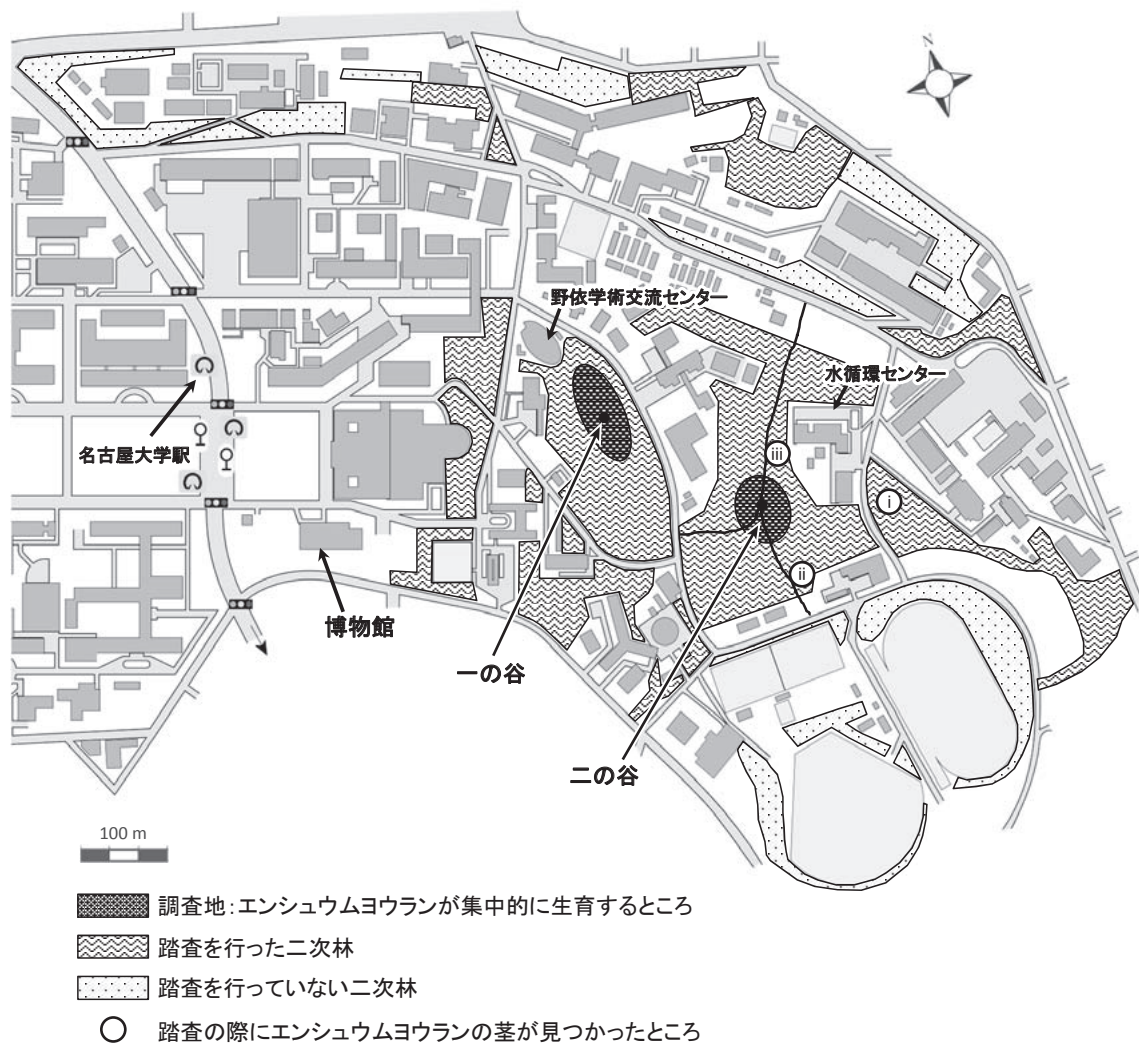 N
野依学術交流センター
水循環センター
名古屋大学駅
iii
i
ii
博物館
一の谷
二の谷
100 m
調査地:エンシュウムヨウランが集中的に生育するところ
踏査を行った二次林
踏査を行っていない二次林
踏査の際にエンシュウムヨウランの茎が見つかったところ